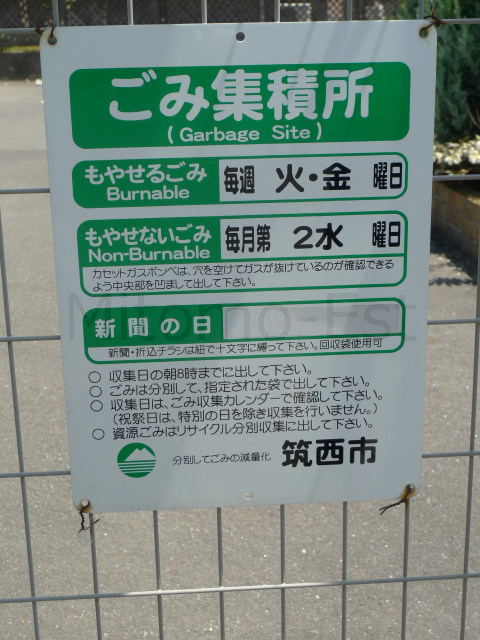 ごみ集積所
(Garbage Site)
もやせるごみ 毎週 火・金 曜日
Burnable
もやせないごみ 毎月第 2水 曜日
Non-Burnable
カセットガスボンベは、穴を空けてガスが抜けているのが確認できる
よう中央部を凹まして出して下さい。
新聞の日
新聞・折込チラシは紐で十文字に縛って下さい。回収袋使用可
○ 収集日の朝8時までに出して下さい。
○ ごみは分別して、指定された袋で出して下さい。
○ 収集日は、ごみ収集カレンダーで確認して下さい。
(祝祭日は、特別の日を除き収集を行いません。)
○ 資源ごみはリサイクル分別収集に出して下さい。
分別してごみの減量化 筑西市
Mitomo-Est